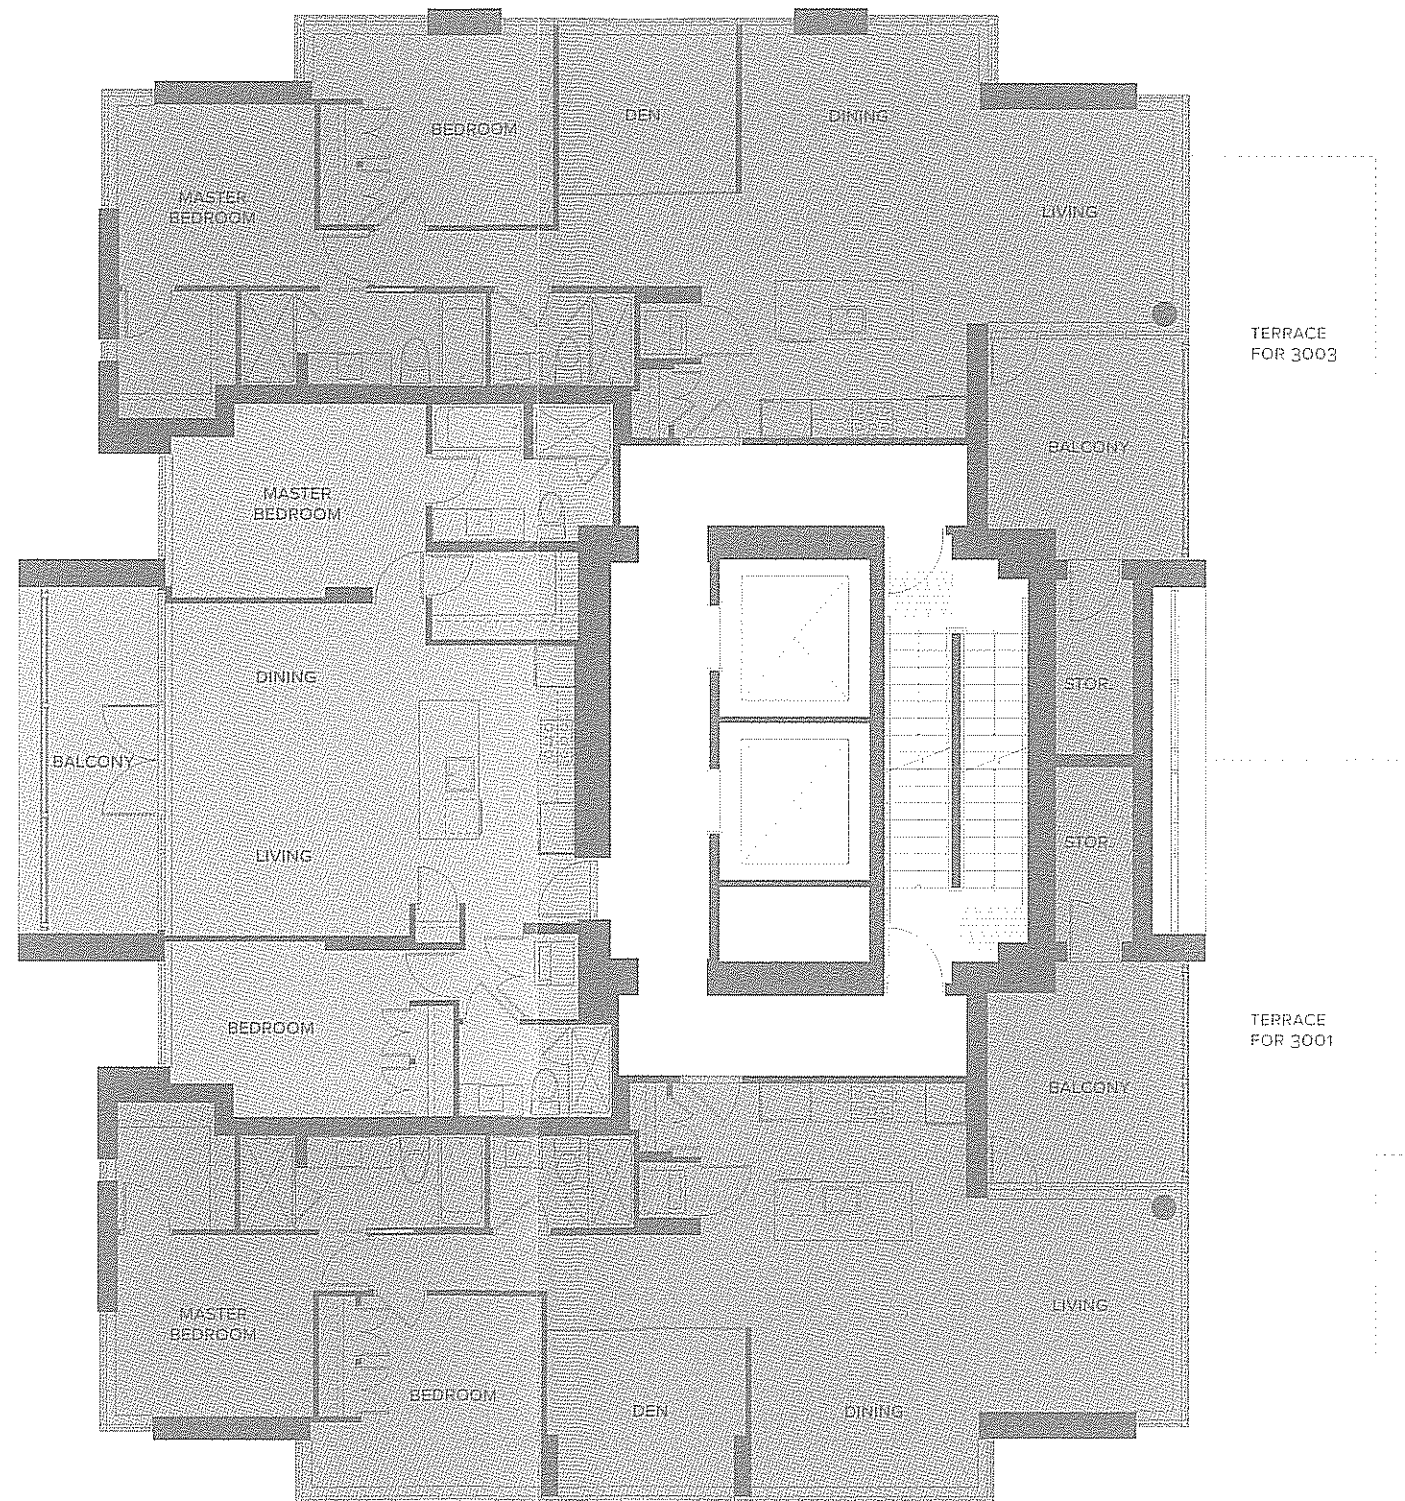 BEDROOM
DEN
DINING
MASTER
BEDROOM
LIVING
TERRACE
FOR 3003
BALCONY
MASTER
BEDROOM
DINING
STOR.
BALCONY
LIVING
STOR.
BEDROOM
TERRACE
FOR 3001
BALCONY
MASTER
BEDROOM
LIVING
BEDROOM
DEN
DINING